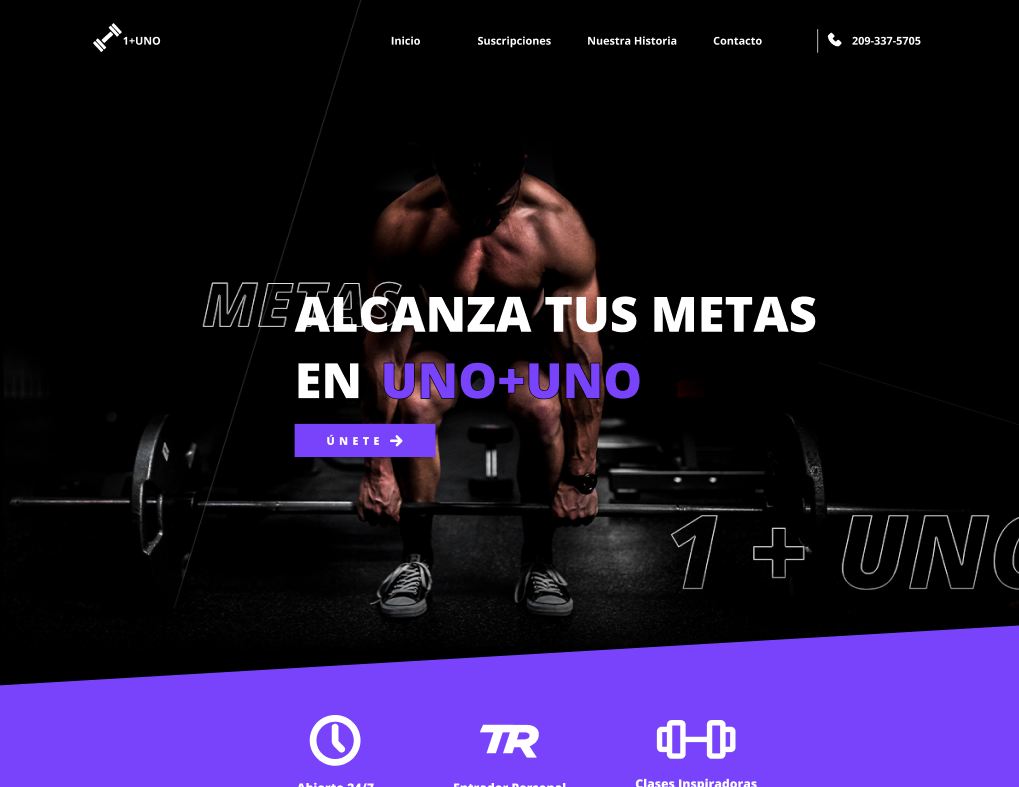 1+UNO
Inicio
Suscripciones
Nuestra Historia
Contacto
209-337-5705
METAS
ALCANZA TUS METAS
EN UNO+UNO
ÚNETE
1 + UNO
TR
Abierto 24/7
Entrador Personal
Clases Inspiradoras